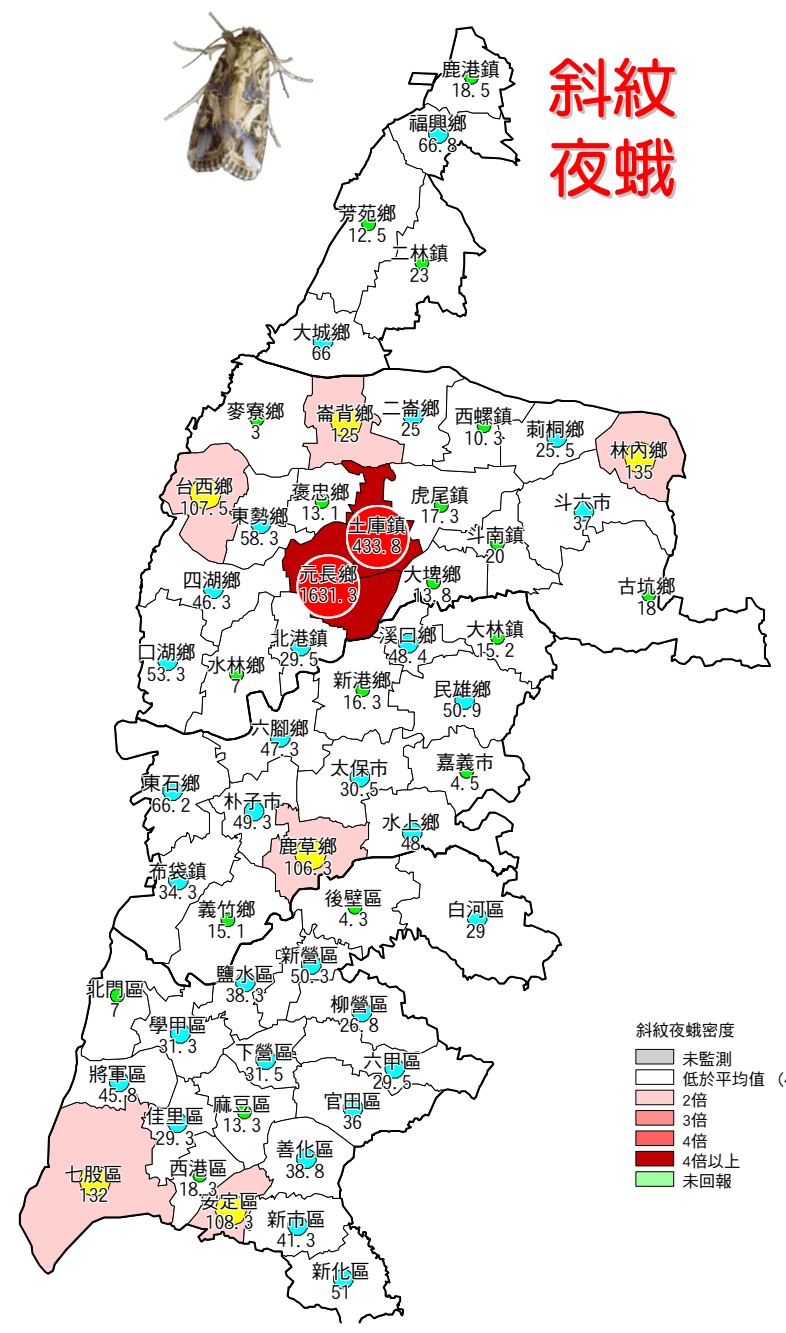 斜紋
夜蛾
鹿港鎮
18.5
福興鄉
66.8
芳苑鄉
12.5
二林鎮
23
大城鄉
66
麥寮鄉
3
崙背鄉
125
二崙鄉
25
西螺鎮
10.3
莿桐鄉
25.5
林內鄉
135
台西鄉
107.5
東勢鄉
58.3
褒忠鄉
13.1
土庫鎮
433.8
虎尾鎮
17.3
斗南鎮
20
斗六市
37
古坑鄉
18
四湖鄉
46.3
元長鄉
1631.3
大埤鄉
13.8
口湖鄉
53.3
水林鄉
7
北港鎮
29.5
溪口鄉
48.4
大林鎮
15.2
新港鄉
16.3
民雄鄉
50.9
六腳鄉
47.3
太保市
30.5
嘉義市
4.5
東石鄉
66.2
朴子市
49.3
鹿草鄉
106.3
水上鄉
48
布袋鎮
34.3
義竹鄉
15.1
後壁區
4.3
白河區
29
新營區
50.3
鹽水區
38.3
北門區
7
學甲區
31.3
柳營區
26.8
下營區
31.5
六甲區
29.5
將軍區
45.8
佳里區
29.3
麻豆區
13.3
官田區
36
善化區
38.8
七股區
132
西港區
18.3
安定區
108.3
新市區
41.3
新化區
51
斜紋夜蛾密度
未監測
低於平均值（
2倍
3倍
4倍
4倍以上
未回報